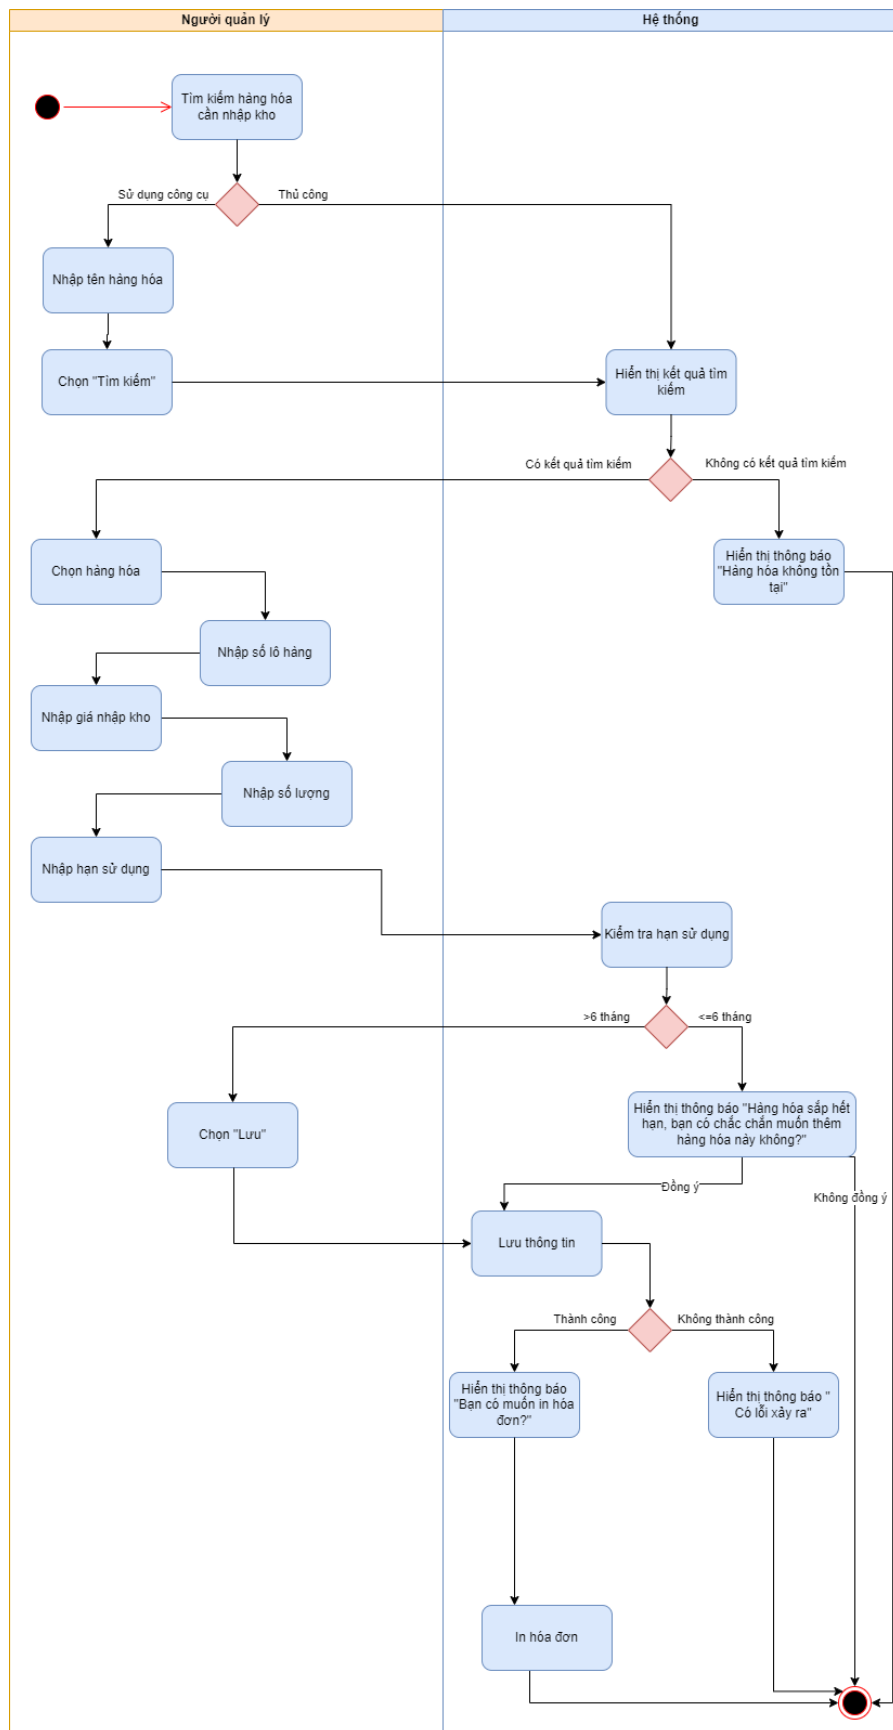 Người quản lý
Hệ thống
Tìm kiếm hàng hóa
cần nhập kho
Sử dụng công cụ
Thủ công
Nhập tên hàng hóa
Chọn "Tìm kiếm"
Hiển thị kết quả tìm
kiếm
Có kết quả tìm kiếm
Không có kết quả tìm kiếm
Chọn hàng hóa
Hiển thị thông báo
"Hàng hóa không tồn
tại"
Nhập số lô hàng
Nhập giá nhập kho
Nhập số lượng
Nhập hạn sử dụng
Kiểm tra hạn sử dụng
>6 tháng
<=6 tháng
Chọn "Lưu"
Hiển thị thông báo "Hàng hóa sắp hết
hạn, bạn có chắc chắn muốn thêm
hàng hóa này không?"
Đồng ý
Không đồng ý
Lưu thông tin
Thành công
Không thành công
Hiển thị thông báo
"Bạn có muốn in hóa
đơn?"
Hiển thị thông báo "
Có lỗi xảy ra"
In hóa đơn